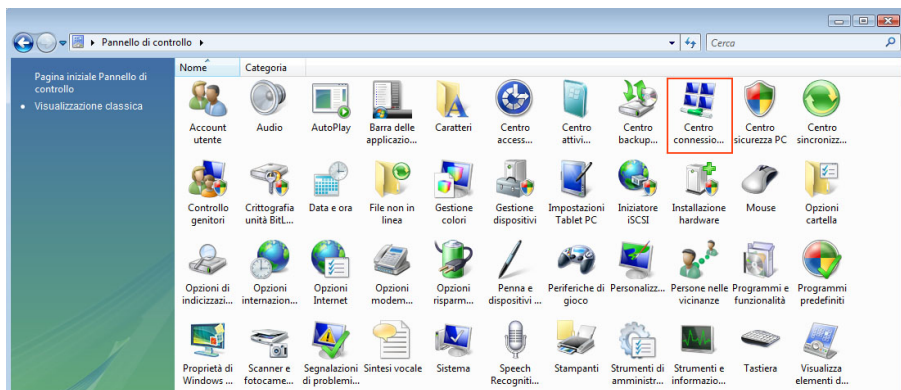 Pannello di controllo
Cerca
Pagina iniziale Pannello di
controllo
Visualizzazione classica
Nome Categoria
Account
utente
Audio
AutoPlay
Barra delle
applicazio...
Caratteri
Centro
access...
Centro
attivi...
Centro
backup...
Centro
connessio...
Centro
sicurezza PC
Centro
sincronizz...
Controllo
genitori
Crittografia
unità BitL...
Data e ora
File non in
linea
Gestione
colori
Gestione
dispositivi
Impostazioni
Tablet PC
Iniziatore
iSCSI
Installazione
hardware
Mouse
Opzioni
cartella
Opzioni di
indicizzazi...
Opzioni
internazion...
Opzioni
Internet
Opzioni
modem...
Opzioni
risparm...
Penna e
dispositivi ...
Periferiche di
gioco
Personalizz...
Persone nelle
vicinanze
Programmi e
funzionalità
Programmi
predefiniti
Proprietà di
Windows ...
Scanner e
fotocame...
Segnalazioni
di problemi...
Sintesi vocale
Sistema
Speech
Recogniti...
Stampanti
Strumenti di
amministr...
Strumenti e
informazio...
Tastiera
Visualizza
elementi d...